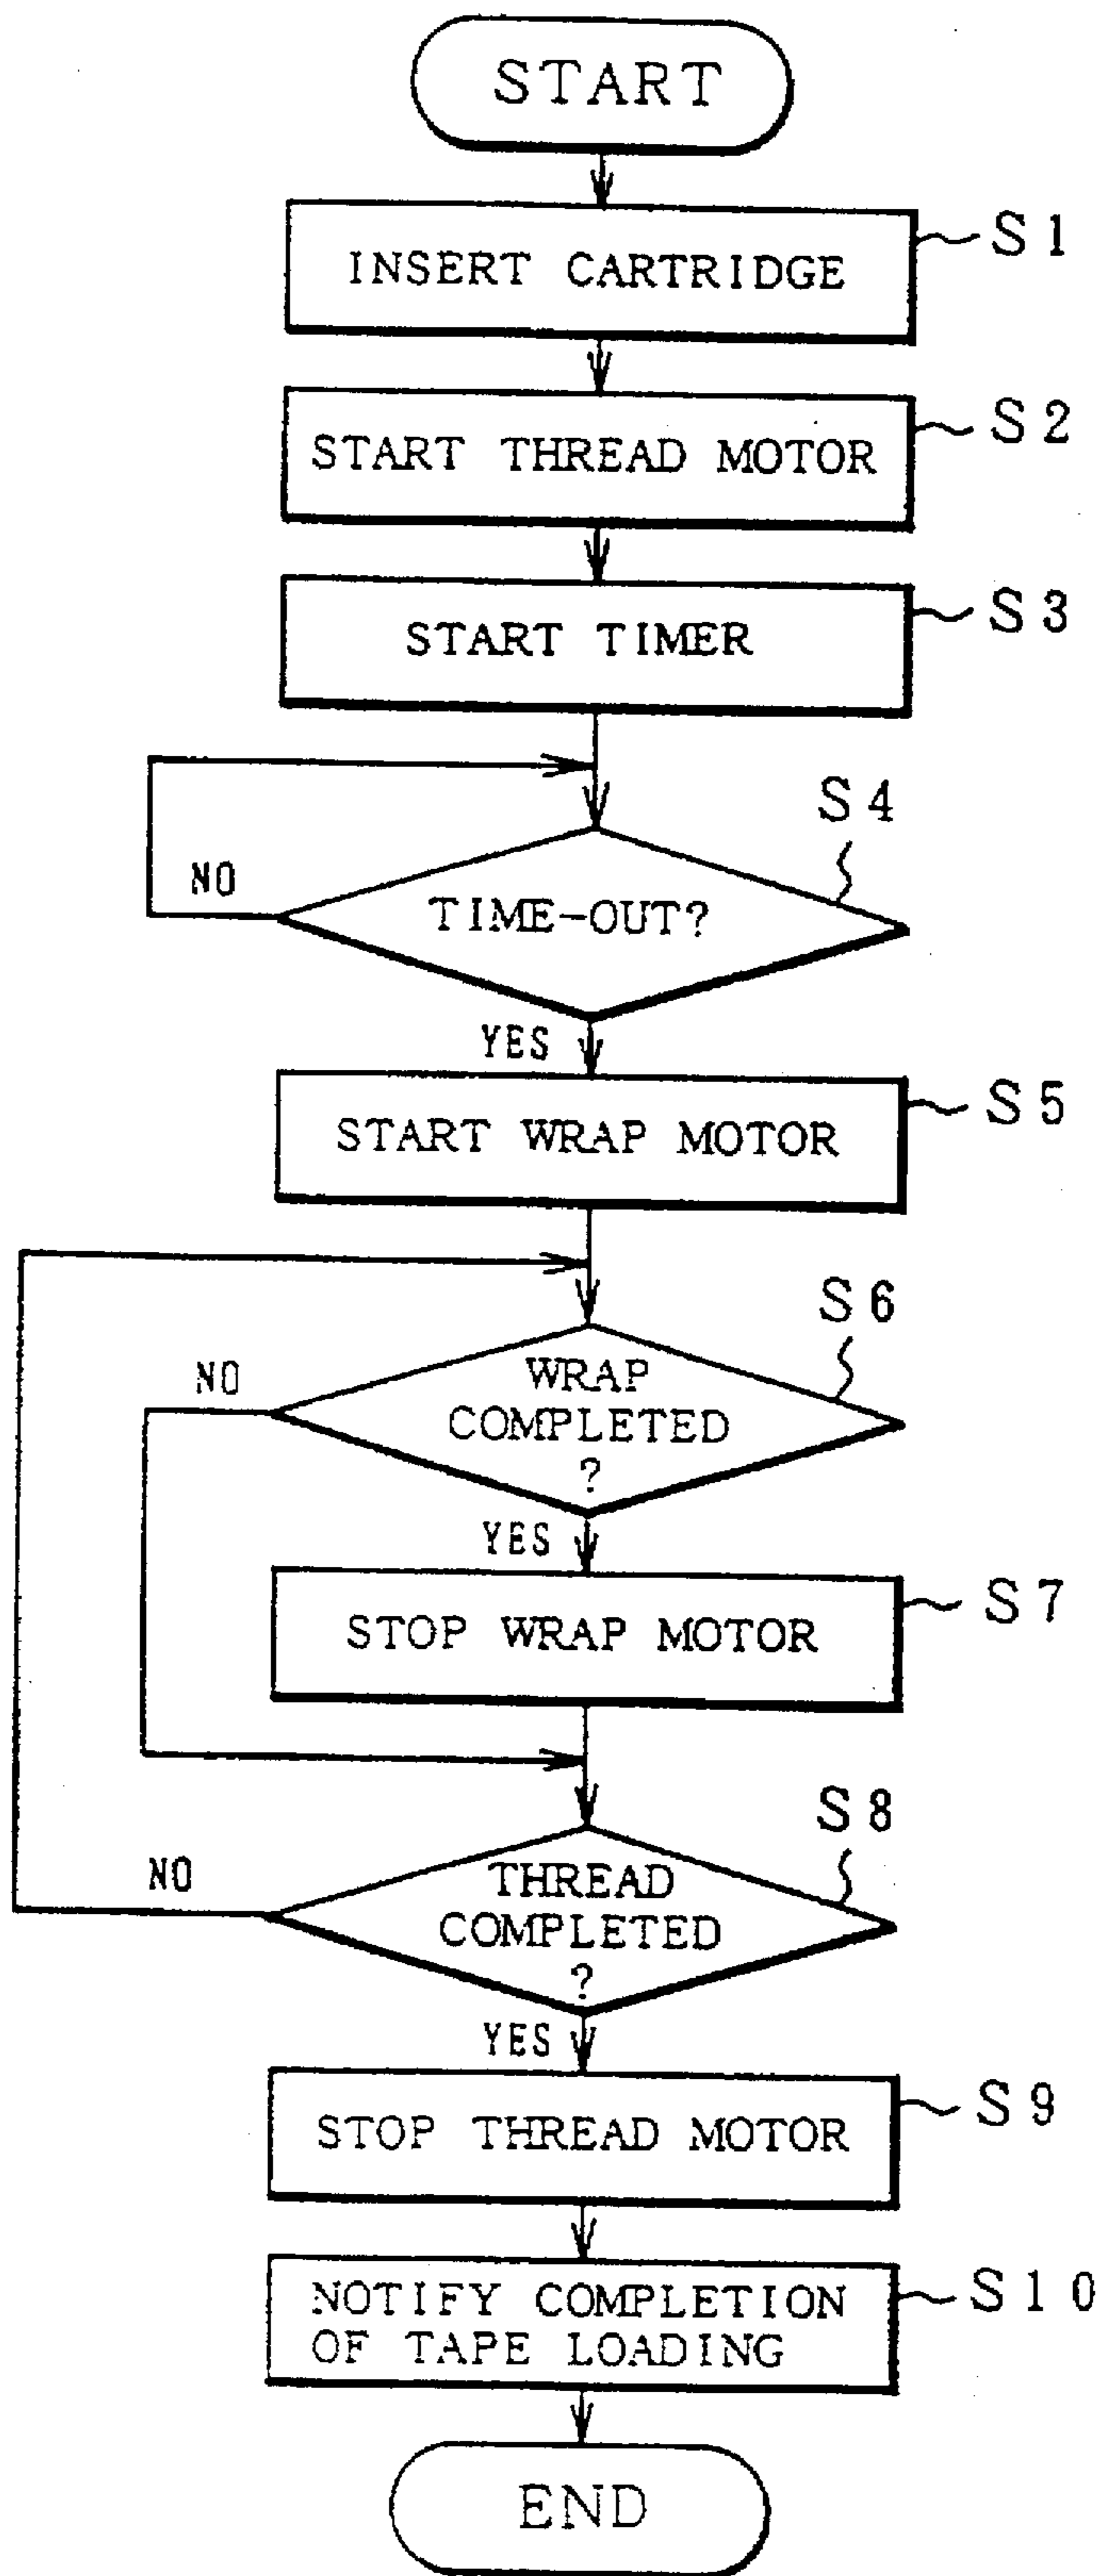 START
INSERT CARTRIDGE
S1
START THREAD MOTOR
S2
START TIMER
S3
S4
TIME-OUT?
NO
YES
START WRAP MOTOR
S5
S6
NO
WRAP
COMPLETED
?
YES
STOP WRAP MOTOR
S7
S8
NO
THREAD
COMPLETED
?
YES
STOP THREAD MOTOR
S9
NOTIFY COMPLETION
OF TAPE LOADING
S10
END